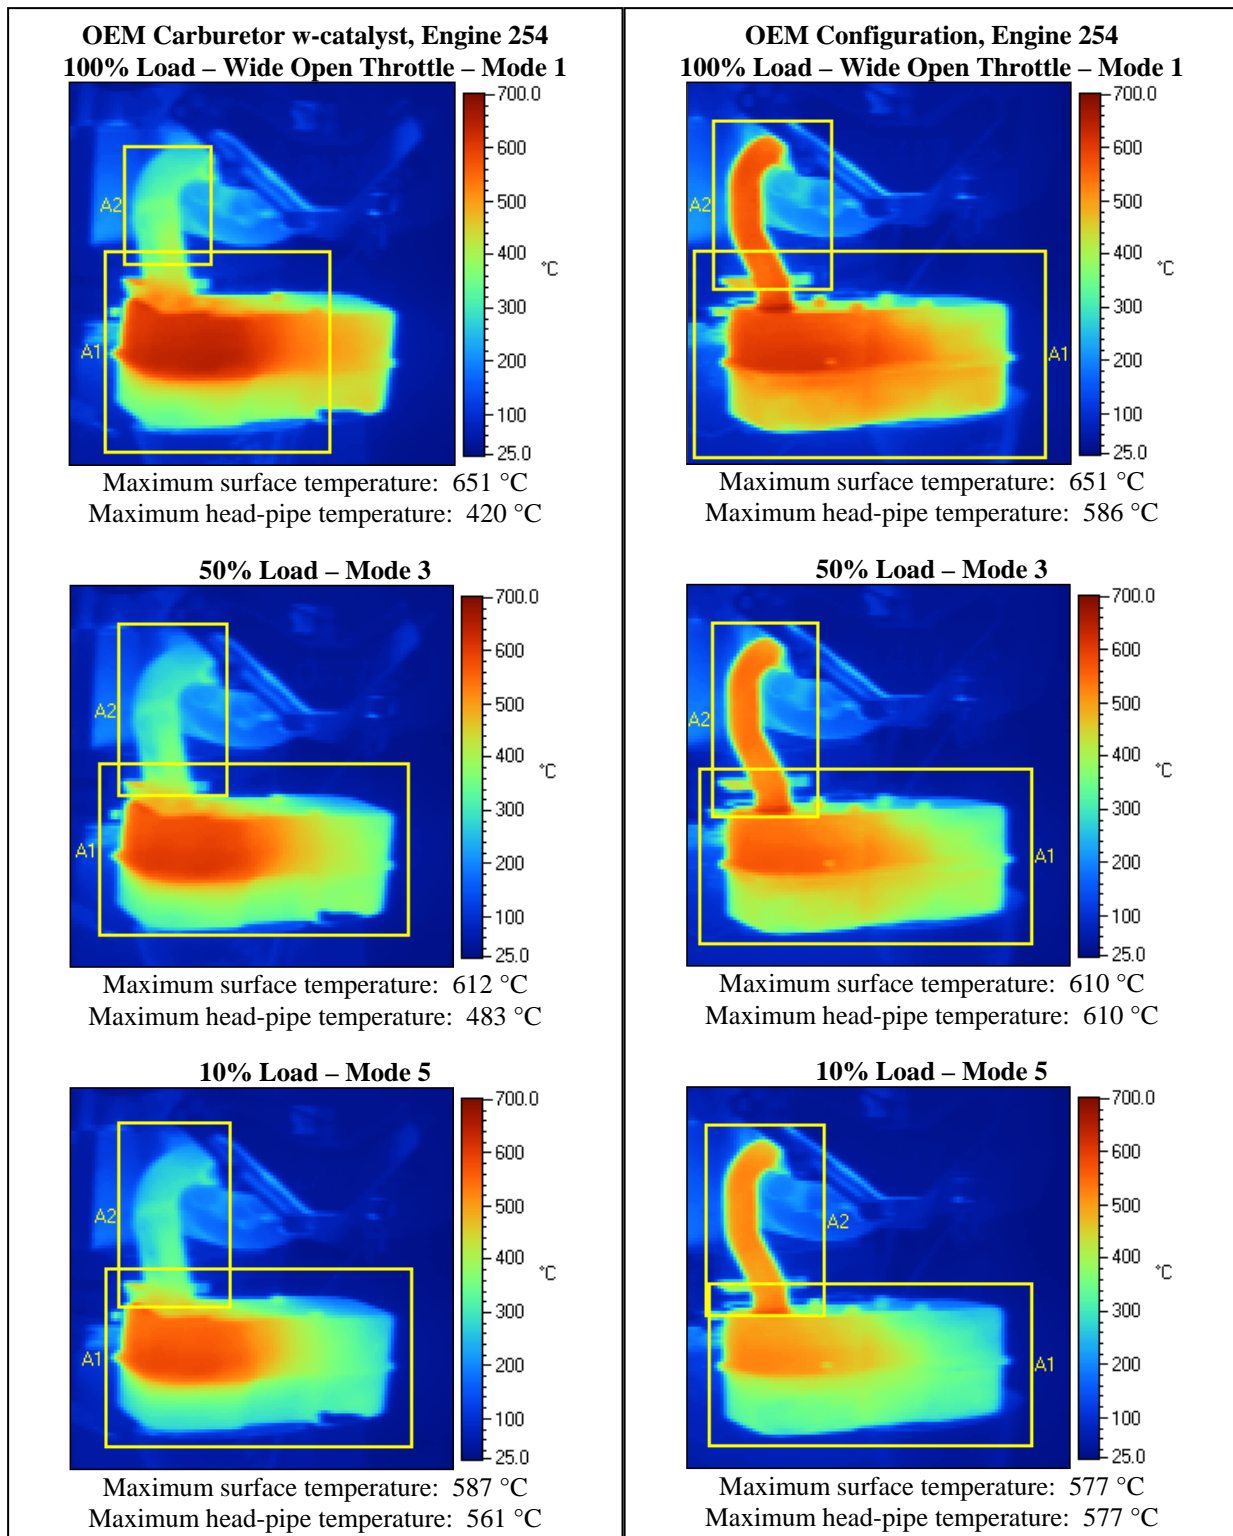 OEM Carburetor w-catalyst, Engine 254
100% Load – Wide Open Throttle – Mode 1
A2
A1
700.0
600
500
400
°C
300
200
100
25.0
Maximum surface temperature: 651 °C
Maximum head-pipe temperature: 420 °C
50% Load – Mode 3
A2
A1
700.0
600
500
400
°C
300
200
100
25.0
Maximum surface temperature: 612 °C
Maximum head-pipe temperature: 483 °C
10% Load – Mode 5
A2
A1
700.0
600
500
400
°C
300
200
100
25.0
Maximum surface temperature: 587 °C
Maximum head-pipe temperature: 561 °C
OEM Configuration, Engine 254
100% Load – Wide Open Throttle – Mode 1
A2
A1
700.0
600
500
400
°C
300
200
100
25.0
Maximum surface temperature: 651 °C
Maximum head-pipe temperature: 586 °C
50% Load – Mode 3
A2
A1
700.0
600
500
400
°C
300
200
100
25.0
Maximum surface temperature: 610 °C
Maximum head-pipe temperature: 610 °C
10% Load – Mode 5
A2
A1
700.0
600
500
400
°C
300
200
100
25.0
Maximum surface temperature: 577 °C
Maximum head-pipe temperature: 577 °C